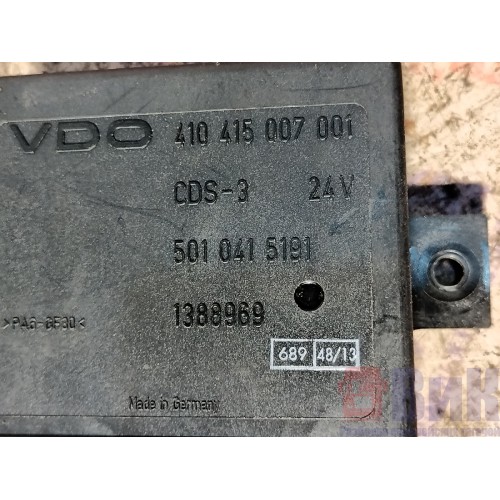 VDO 410 415 007 001
CDS-3 24V
501 041 5191
1388969
>PA6-GF30<
689 48/13
Made in Germany
ВиК